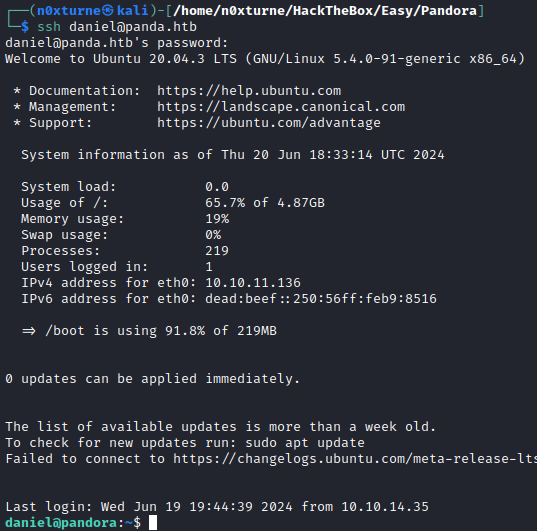 ┌──(n0xturne㉿kali)-[/home/n0xturne/HackTheBox/Easy/Pandora]
└─$ ssh daniel@panda.htb
daniel@panda.htb's password:
Welcome to Ubuntu 20.04.3 LTS (GNU/Linux 5.4.0-91-generic x86_64)
* Documentation:  https://help.ubuntu.com
* Management:     https://landscape.canonical.com
* Support:        https://ubuntu.com/advantage
System information as of Thu 20 Jun 18:33:14 UTC 2024
System load:           0.0
Usage of /:            65.7% of 4.87GB
Memory usage:          19%
Swap usage:            0%
Processes:             219
Users logged in:       1
IPv4 address for eth0: 10.10.11.136
IPv6 address for eth0: dead:beef::250:56ff:feb9:8516
=> /boot is using 91.8% of 219MB
0 updates can be applied immediately.
The list of available updates is more than a week old.
To check for new updates run: sudo apt update
Failed to connect to https://changelogs.ubuntu.com/meta-release-lts
Last login: Wed Jun 19 19:44:39 2024 from 10.10.14.35
daniel@pandora:~$